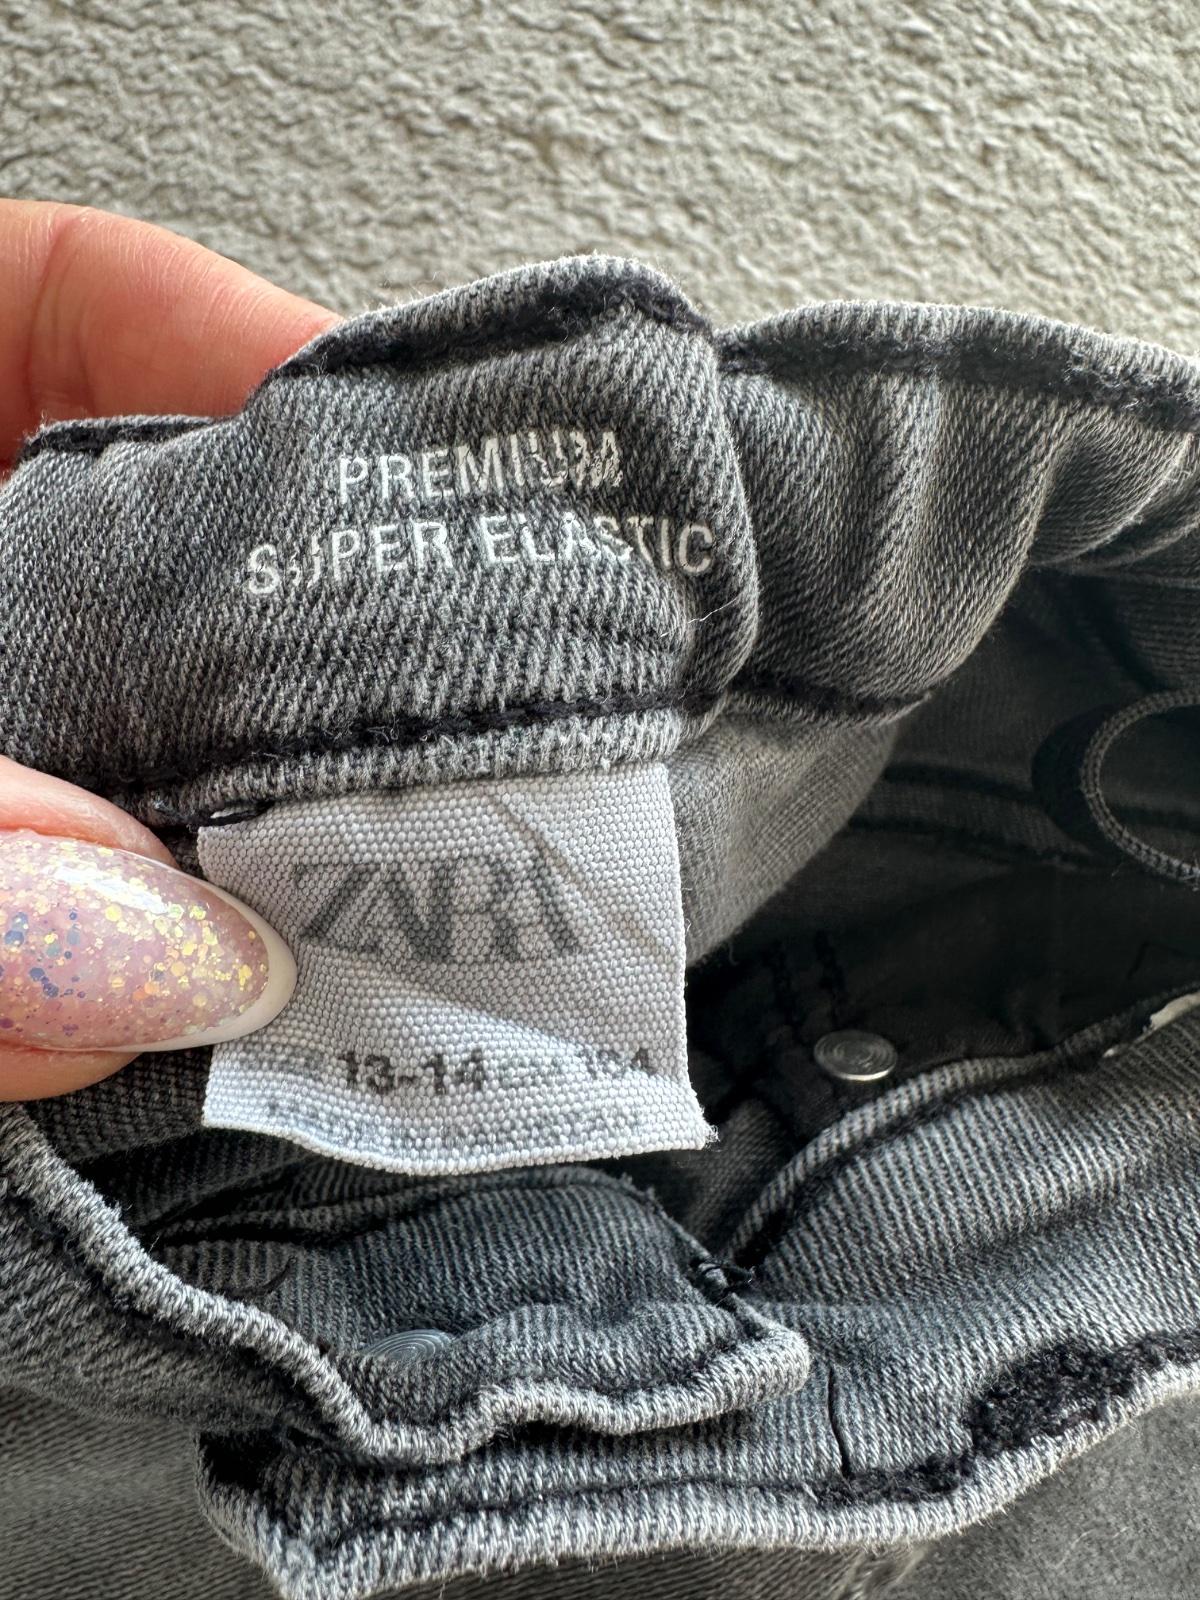 PREMIUM
SUPER ELASTIC
ZARA
13-14